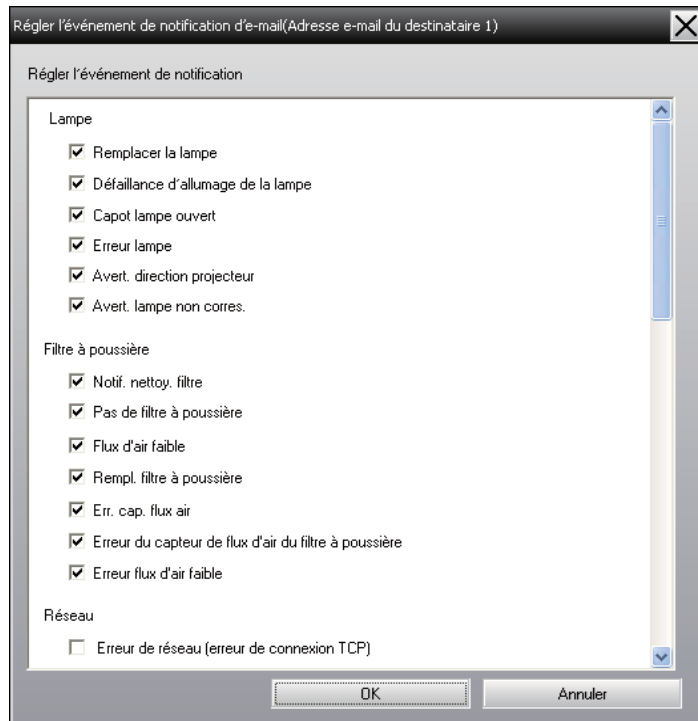 Régler l'événement de notification d'e-mail(Adresse e-mail du destinataire 1)
Régler l'événement de notification
Lampe
Remplacer la lampe
Défaillance d'allumage de la lampe
Capot lampe ouvert
Erreur lampe
Avert. direction projecteur
Avert. lampe non corres.
Filtre à poussière
Notif. nettoy. filtre
Pas de filtre à poussière
Flux d'air faible
Rempl. filtre à poussière
Err. cap. flux air
Erreur du capteur de flux d'air du filtre à poussière
Erreur flux d'air faible
Réseau
Erreur de réseau (erreur de connexion TCP)
OK
Annuler